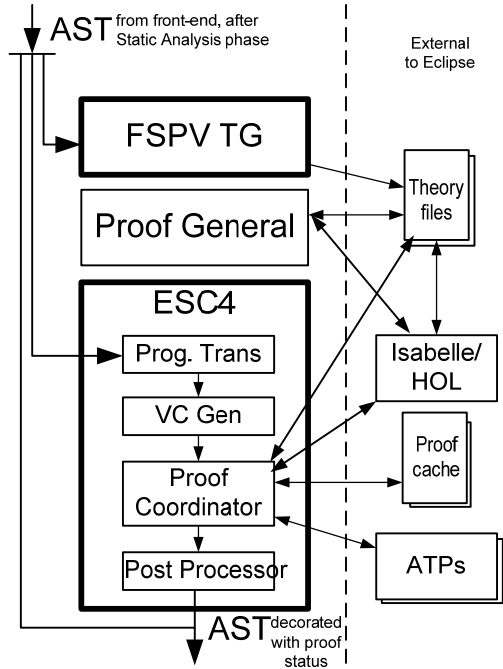 AST from front-end, after
Static Analysis phase
External
to Eclipse
FSPV TG
Theory
files
Proof General
ESC4
Prog. Trans
Isabelle/
HOL
VC Gen
Proof
cache
Proof
Coordinator
ATPs
Post Processor
AST decorated
with proof
status